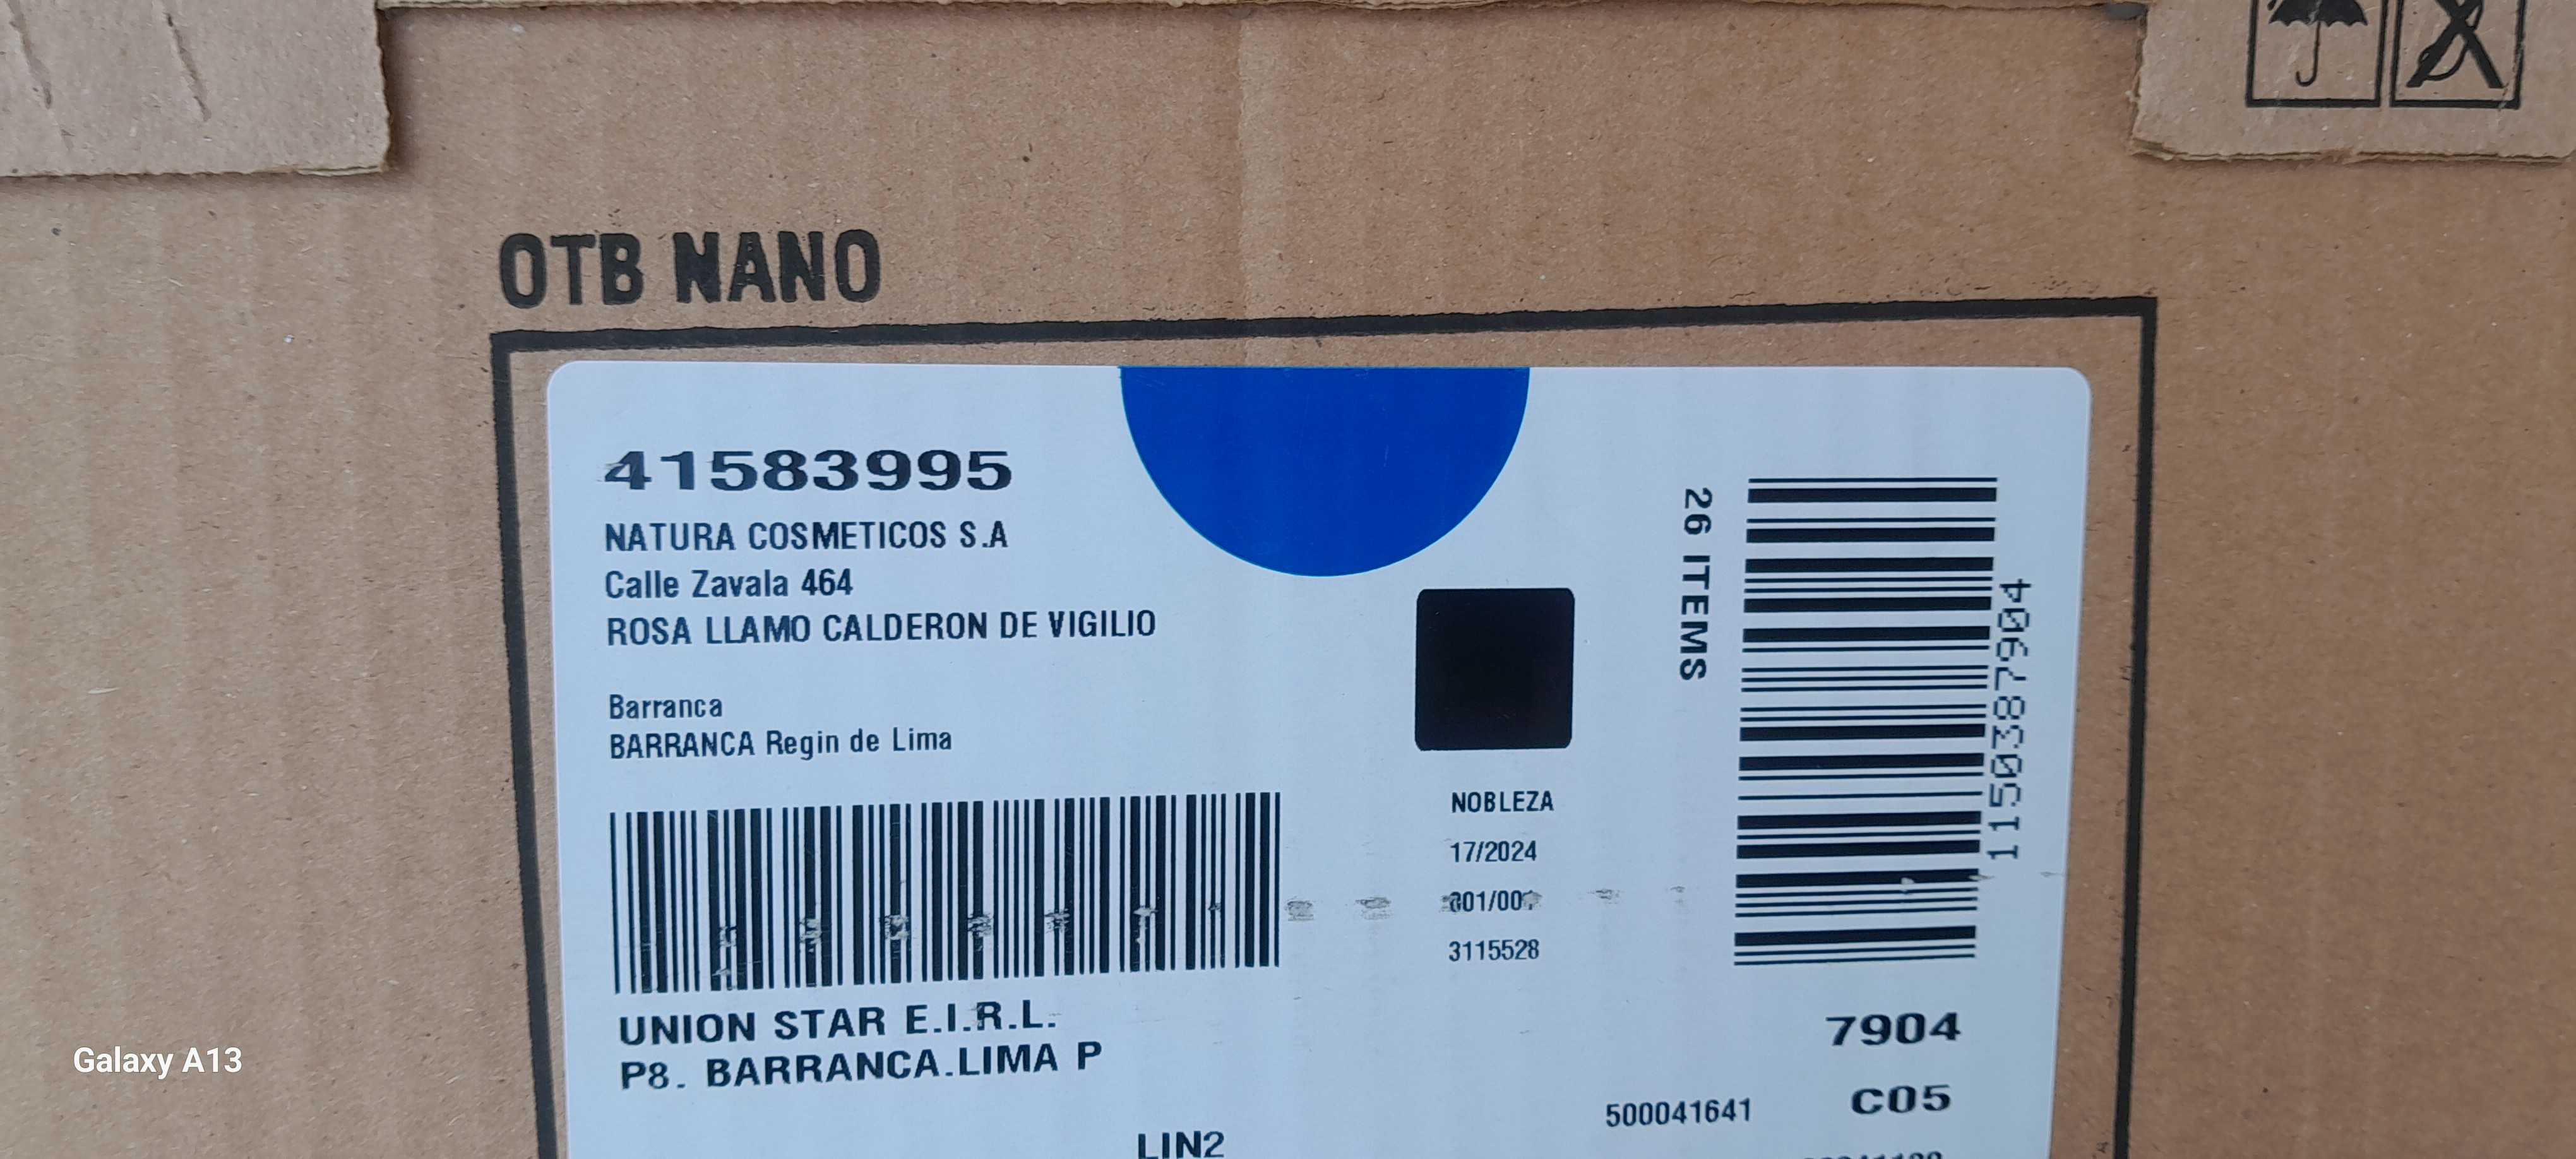 OTB NANO
41583995
NATURA COSMETICOS S.A
Calle Zavala 464
ROSA LLAMO CALDERON DE VIGILIO
Barranca
BARRANCA Regin de Lima
26 ITEMS
1150387904
NOBLEZA
17/2024
3115528
UNION STAR E.I.R.L.
P8. BARRANCA.LIMA P
7904
500041641
C05
LIN2
Galaxy A13